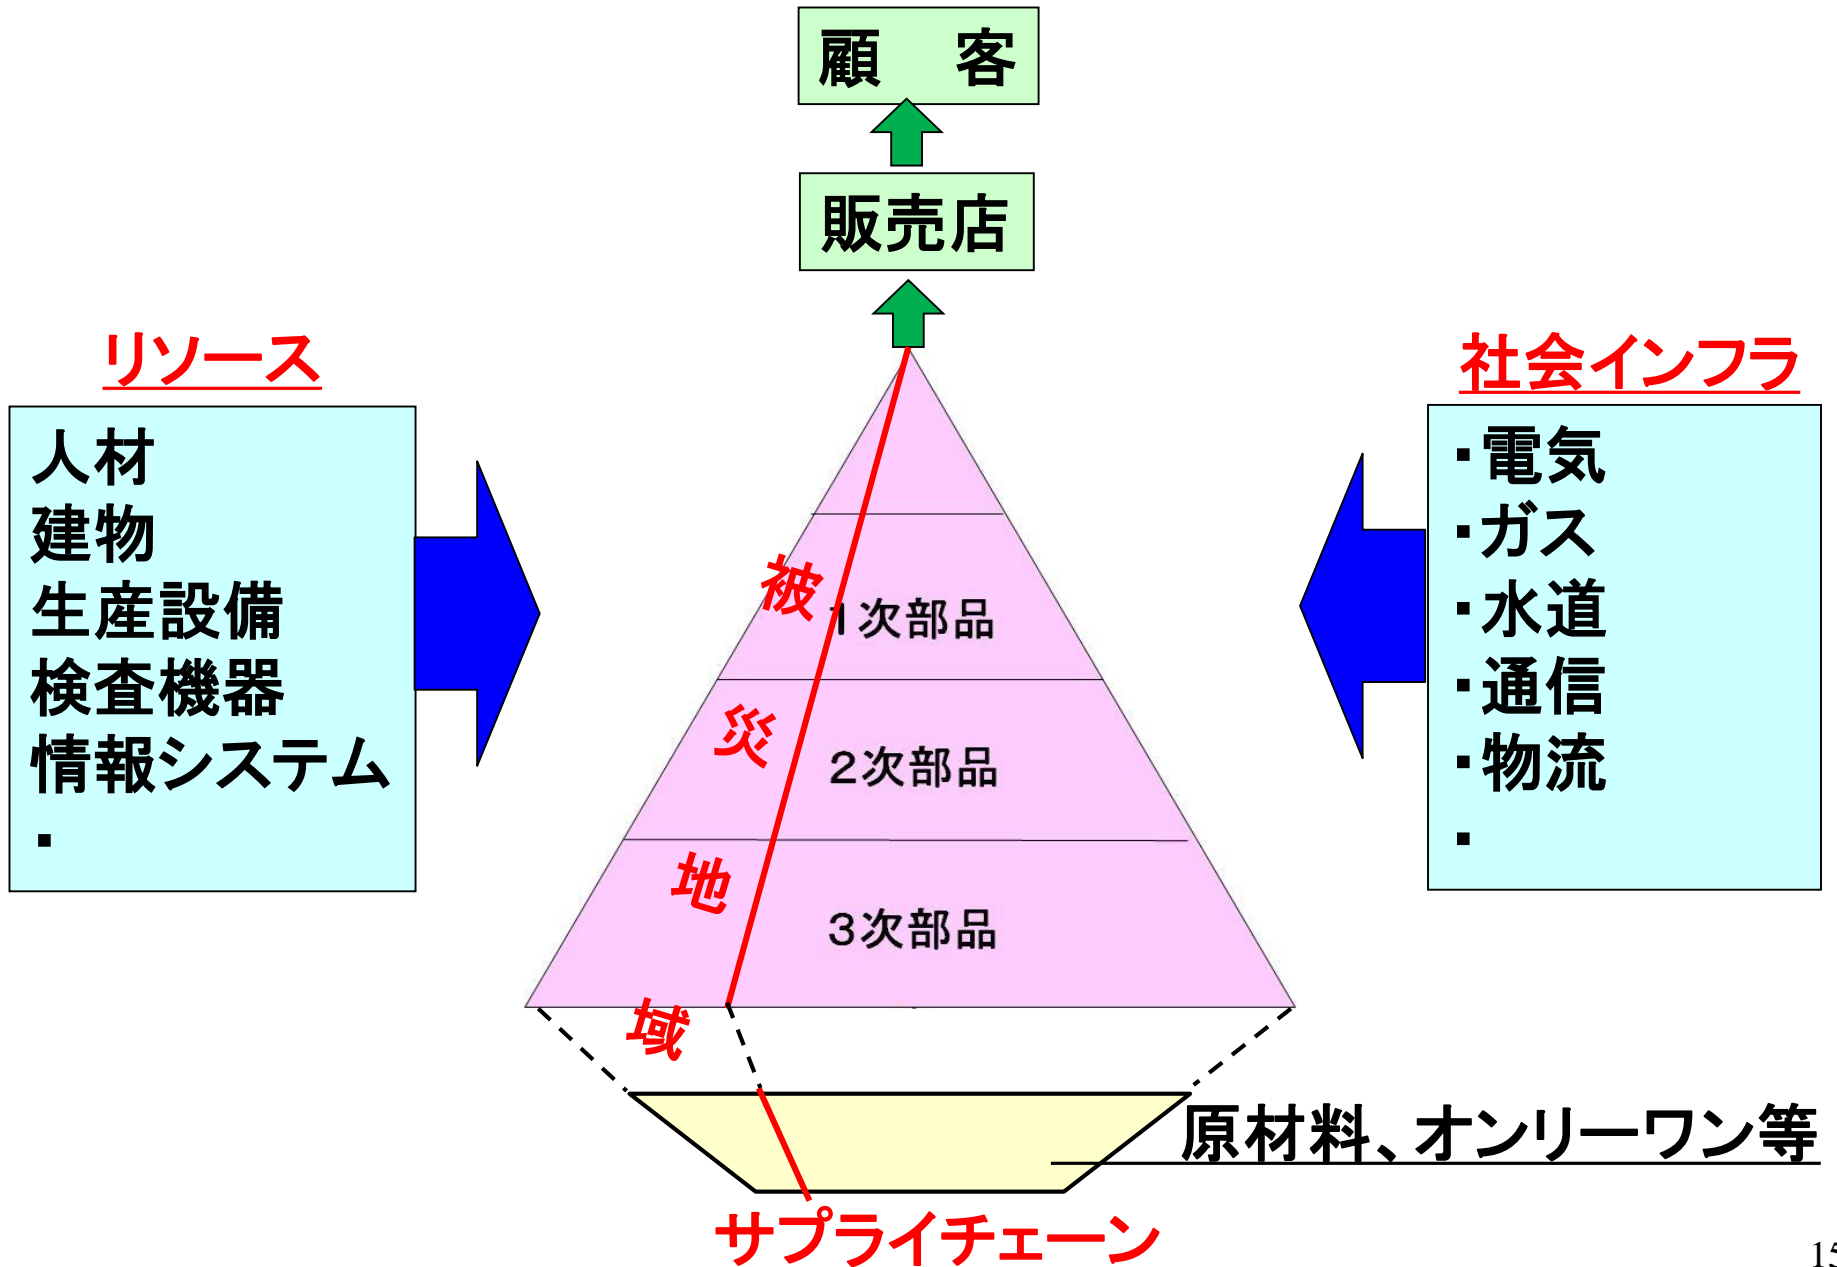 顧　客
販売店
リソース
人材
建物
生産設備
検査機器
情報システム
・
社会インフラ
・電気
・ガス
・水道
・通信
・物流
・
被災地域
1次部品
2次部品
3次部品
原材料、オンリーワン等
サプライチェーン
15